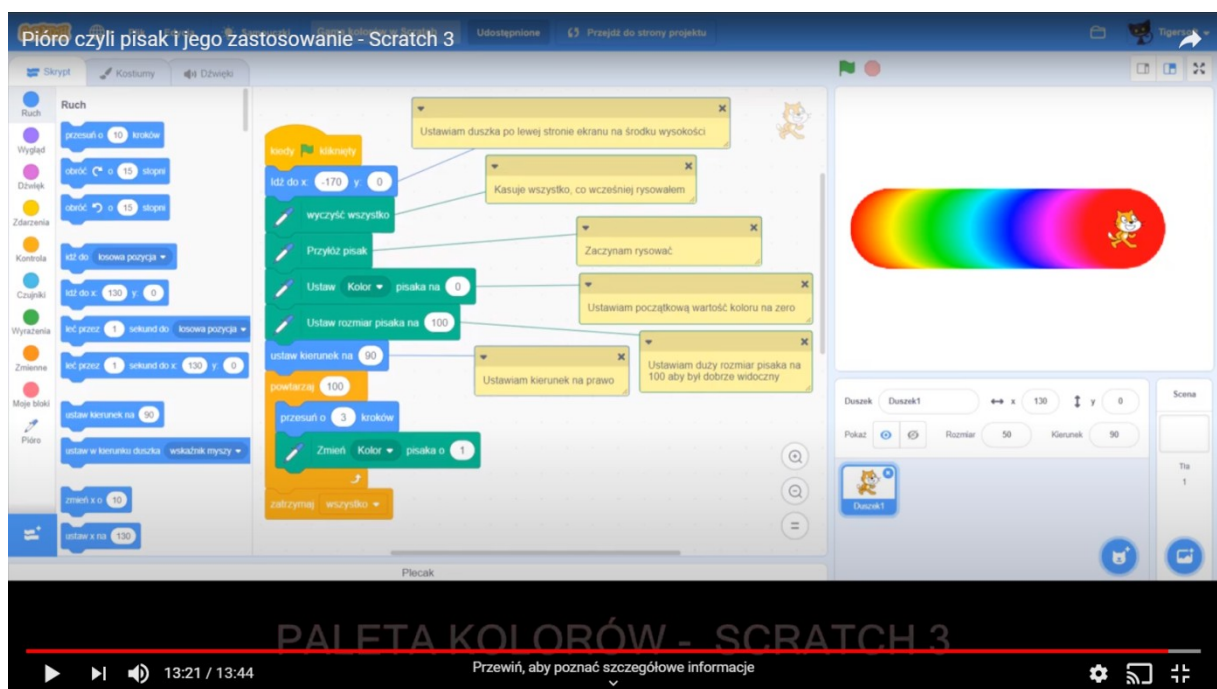 Pióro czyli pisak i jego zastosowanie - Scratch 3
Udostępnione
Przejdź do strony projektu
Skrypt
Kostiumy
Dźwięki
Ruch
Wygląd
Dźwięk
Zdarzenia
Kontrola
Czujniki
Wyrażenia
Zmienne
Moje bloki
Pióro
Ruch
przesuń o 10 kroków
obróć o 15 stopni
obróć o 15 stopni
idź do losowa pozycja
Idź do x: 130 y: 0
leć przez 1 sekund do losowa pozycja
leć przez 1 sekund do x: 130 y: 0
ustaw kierunek na 90
ustaw w kierunku duszka wskaźnik myszy
zmień x o 10
ustaw x na 130
kiedy kliknięty
Idź do x: -170 y: 0
wyczyść wszystko
Przyłóż pisak
Ustaw Kolor pisaka na 0
Ustaw rozmiar pisaka na 100
ustaw kierunek na 90
powtarzaj 100
przesuń o 3 kroków
Zmień Kolor pisaka o 1
zatrzymaj wszystko
Ustawiam duszka po lewej stronie ekranu na środku wysokości
Kasuje wszystko, co wcześniej rysowałem
Zaczynam rysować
Ustawiam początkową wartość koloru na zero
Ustawiam duży rozmiar pisaka na
100 aby był dobrze widoczny
Ustawiam kierunek na prawo
Duszek Duszek1 x 130 y 0
Pokaż Rozmiar 50 Kierunek 90
Duszek1
Scena
Tła
1
Plecak
PALETA KOLORÓW - SCRATCH 3
13:21 / 13:44
Przewiń, aby poznać szczegółowe informacje